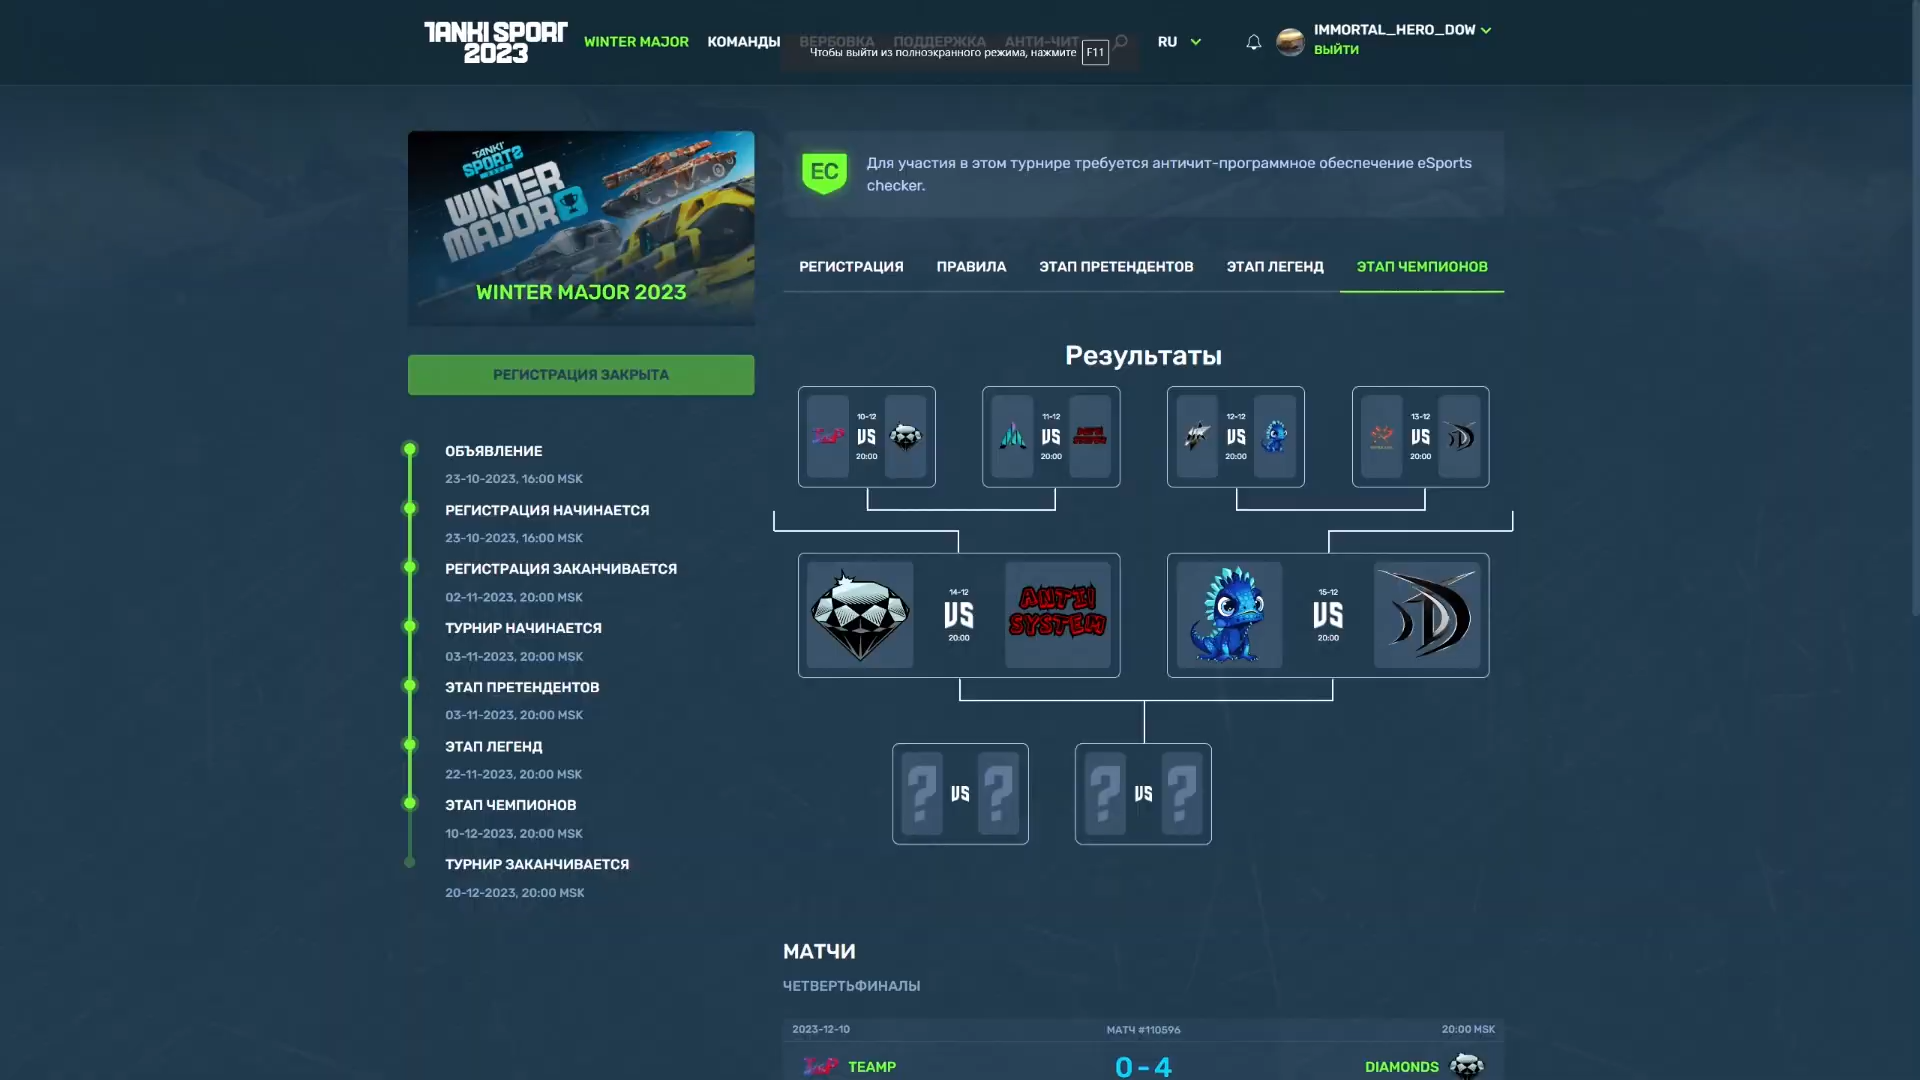 TANKI SPORT
2023
WINTER MAJOR
КОМАНДЫ
ВЕРБОВКА
ПОДДЕРЖКА
АНТИ-ЧИТ
Чтобы выйти из полноэкранного режима, нажмите F11
RU
IMMORTAL_HERO_DOW
ВЫЙТИ
TANKI
SPORTS
WINTER
MAJOR
WINTER MAJOR 2023
РЕГИСТРАЦИЯ ЗАКРЫТА
ОБЪЯВЛЕНИЕ
23-10-2023, 16:00 MSK
РЕГИСТРАЦИЯ НАЧИНАЕТСЯ
23-10-2023, 16:00 MSK
РЕГИСТРАЦИЯ ЗАКАНЧИВАЕТСЯ
02-11-2023, 20:00 MSK
ТУРНИР НАЧИНАЕТСЯ
03-11-2023, 20:00 MSK
ЭТАП ПРЕТЕНДЕНТОВ
03-11-2023, 20:00 MSK
ЭТАП ЛЕГЕНД
22-11-2023, 20:00 MSK
ЭТАП ЧЕМПИОНОВ
10-12-2023, 20:00 MSK
ТУРНИР ЗАКАНЧИВАЕТСЯ
20-12-2023, 20:00 MSK
EC
Для участия в этом турнире требуется античит-программное обеспечение eSports
checker.
РЕГИСТРАЦИЯ
ПРАВИЛА
ЭТАП ПРЕТЕНДЕНТОВ
ЭТАП ЛЕГЕНД
ЭТАП ЧЕМПИОНОВ
Результаты
10-12
VS
20:00
11-12
VS
20:00
ANTI
SYSTEM
12-12
VS
20:00
13-12
VS
20:00
14-12
VS
20:00
ANTI
SYSTEM
15-12
VS
20:00
? VS ?
? VS ?
МАТЧИ
ЧЕТВЕРТЬФИНАЛЫ
2023-12-10
МАТЧ #110596
20:00 MSK
TEAMP
0 - 4
DIAMONDS